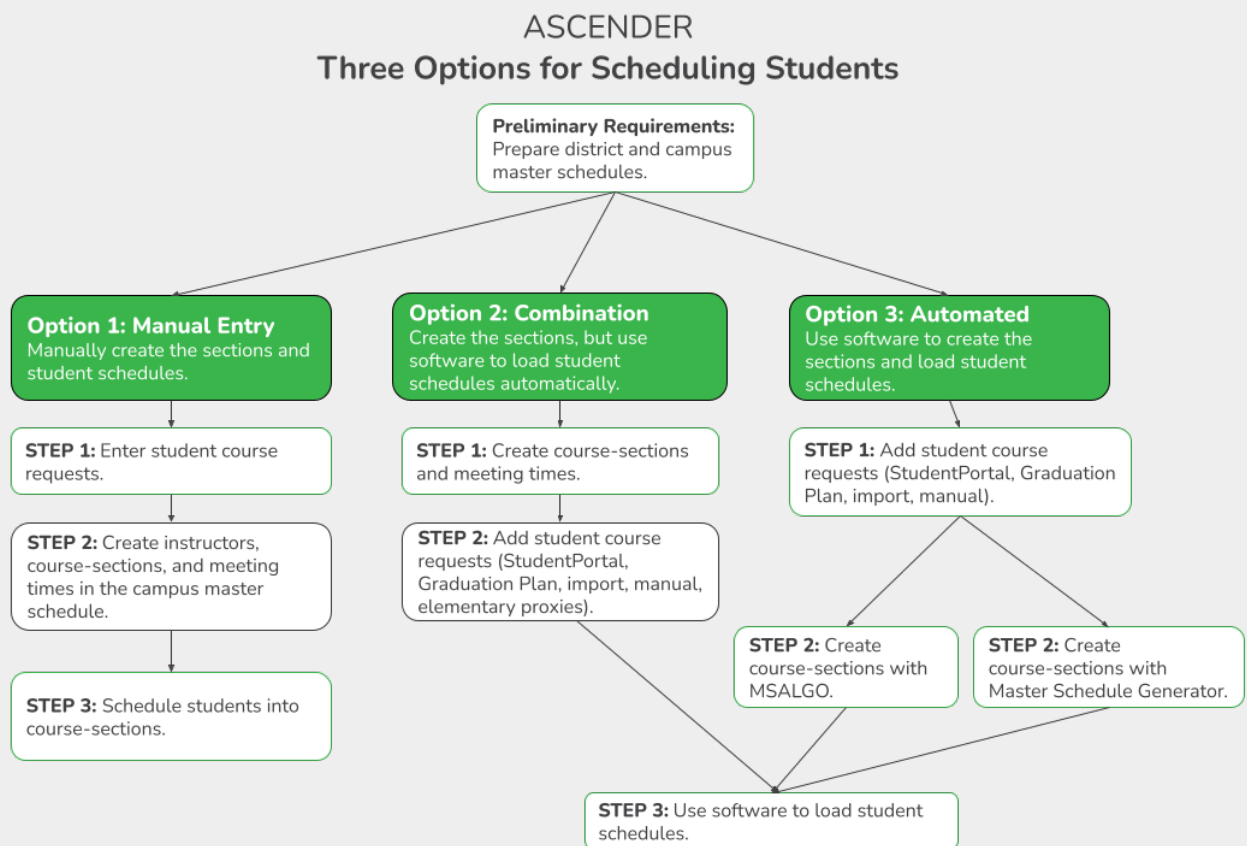 ASCENDER
Three Options for Scheduling Students
Preliminary Requirements:
Prepare district and campus
master schedules.
Option 1: Manual Entry
Manually create the sections and
student schedules.
STEP 1: Enter student course
requests.
STEP 2: Create instructors,
course-sections, and meeting
times in the campus master
schedule.
STEP 3: Schedule students into
course-sections.
Option 2: Combination
Create the sections, but use
software to load student
schedules automatically.
STEP 1: Create course-sections
and meeting times.
STEP 2: Add student course
requests (StudentPortal,
Graduation Plan, import, manual,
elementary proxies).
Option 3: Automated
Use software to create the
sections and load student
schedules.
STEP 1: Add student course
requests (StudentPortal, Graduation
Plan, import, manual).
STEP 2: Create
course-sections with
MSALGO.
STEP 2: Create
course-sections with
Master Schedule Generator.
STEP 3: Use software to load student
schedules.